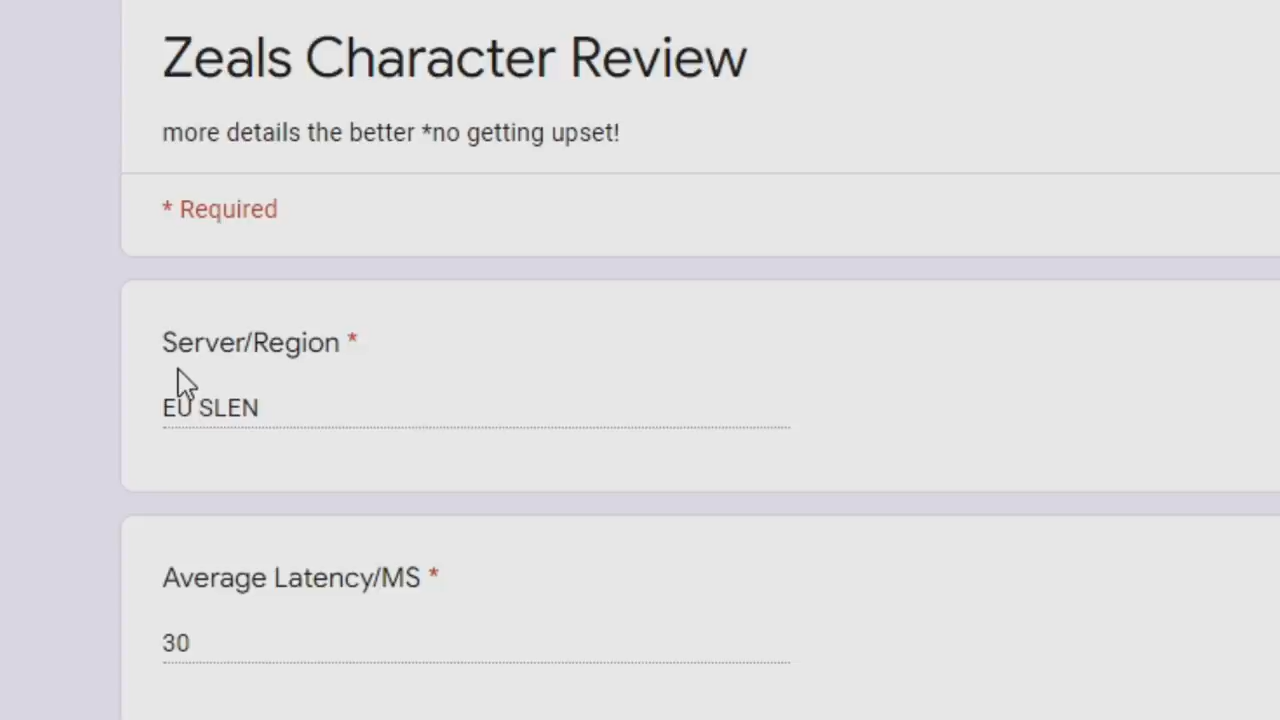 Zeals Character Review
more details the better *no getting upset!
* Required
Server/Region *
EU SLEN
Average Latency/MS *
30